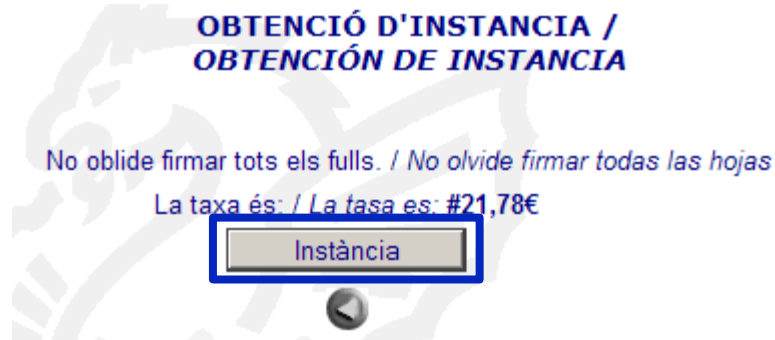 OBTENCIÓ D'INSTANCIA /
OBTENCIÓN DE INSTANCIA
No oblide firmar tots els fulls. / No olvide firmar todas las hojas
La taxa és: / La tasa es: #21,78€
Instància